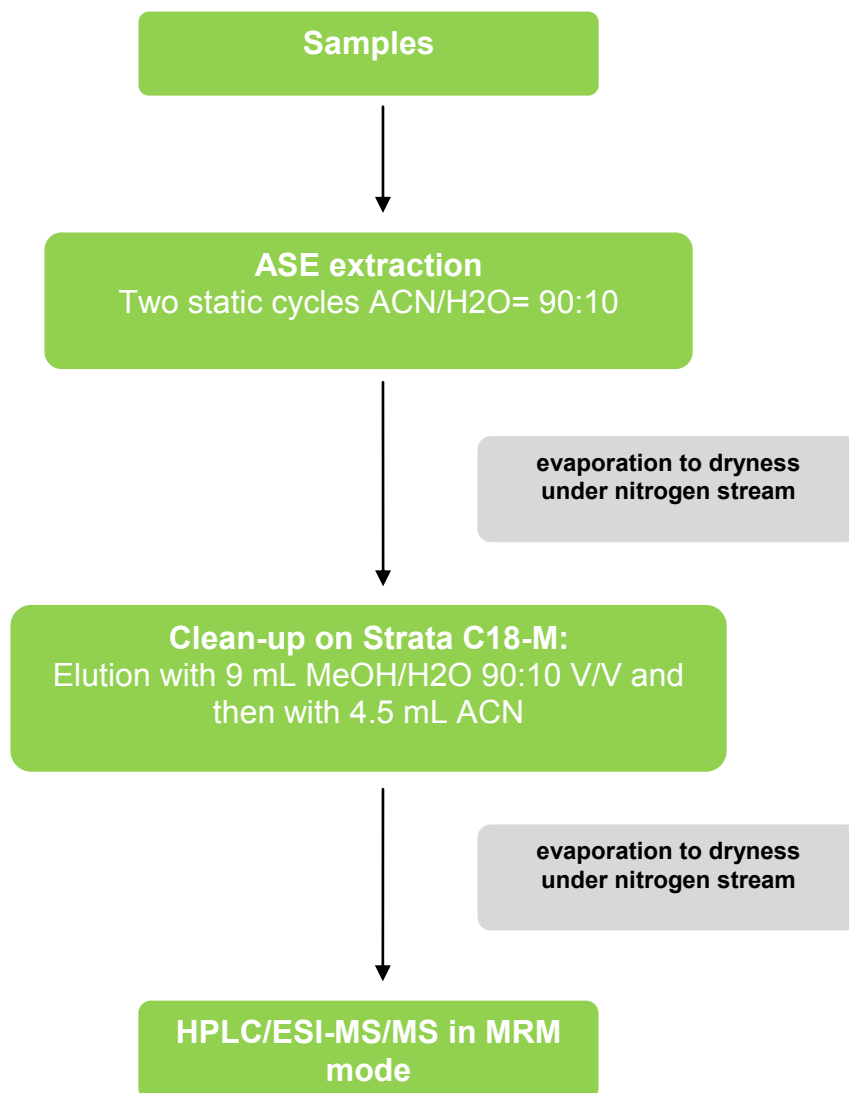 Samples
ASE extraction
Two static cycles ACN/H2O= 90:10
evaporation to dryness
under nitrogen stream
Clean-up on Strata C18-M:
Elution with 9 mL MeOH/H2O 90:10 V/V and
then with 4.5 mL ACN
evaporation to dryness
under nitrogen stream
HPLC/ESI-MS/MS in MRM
mode